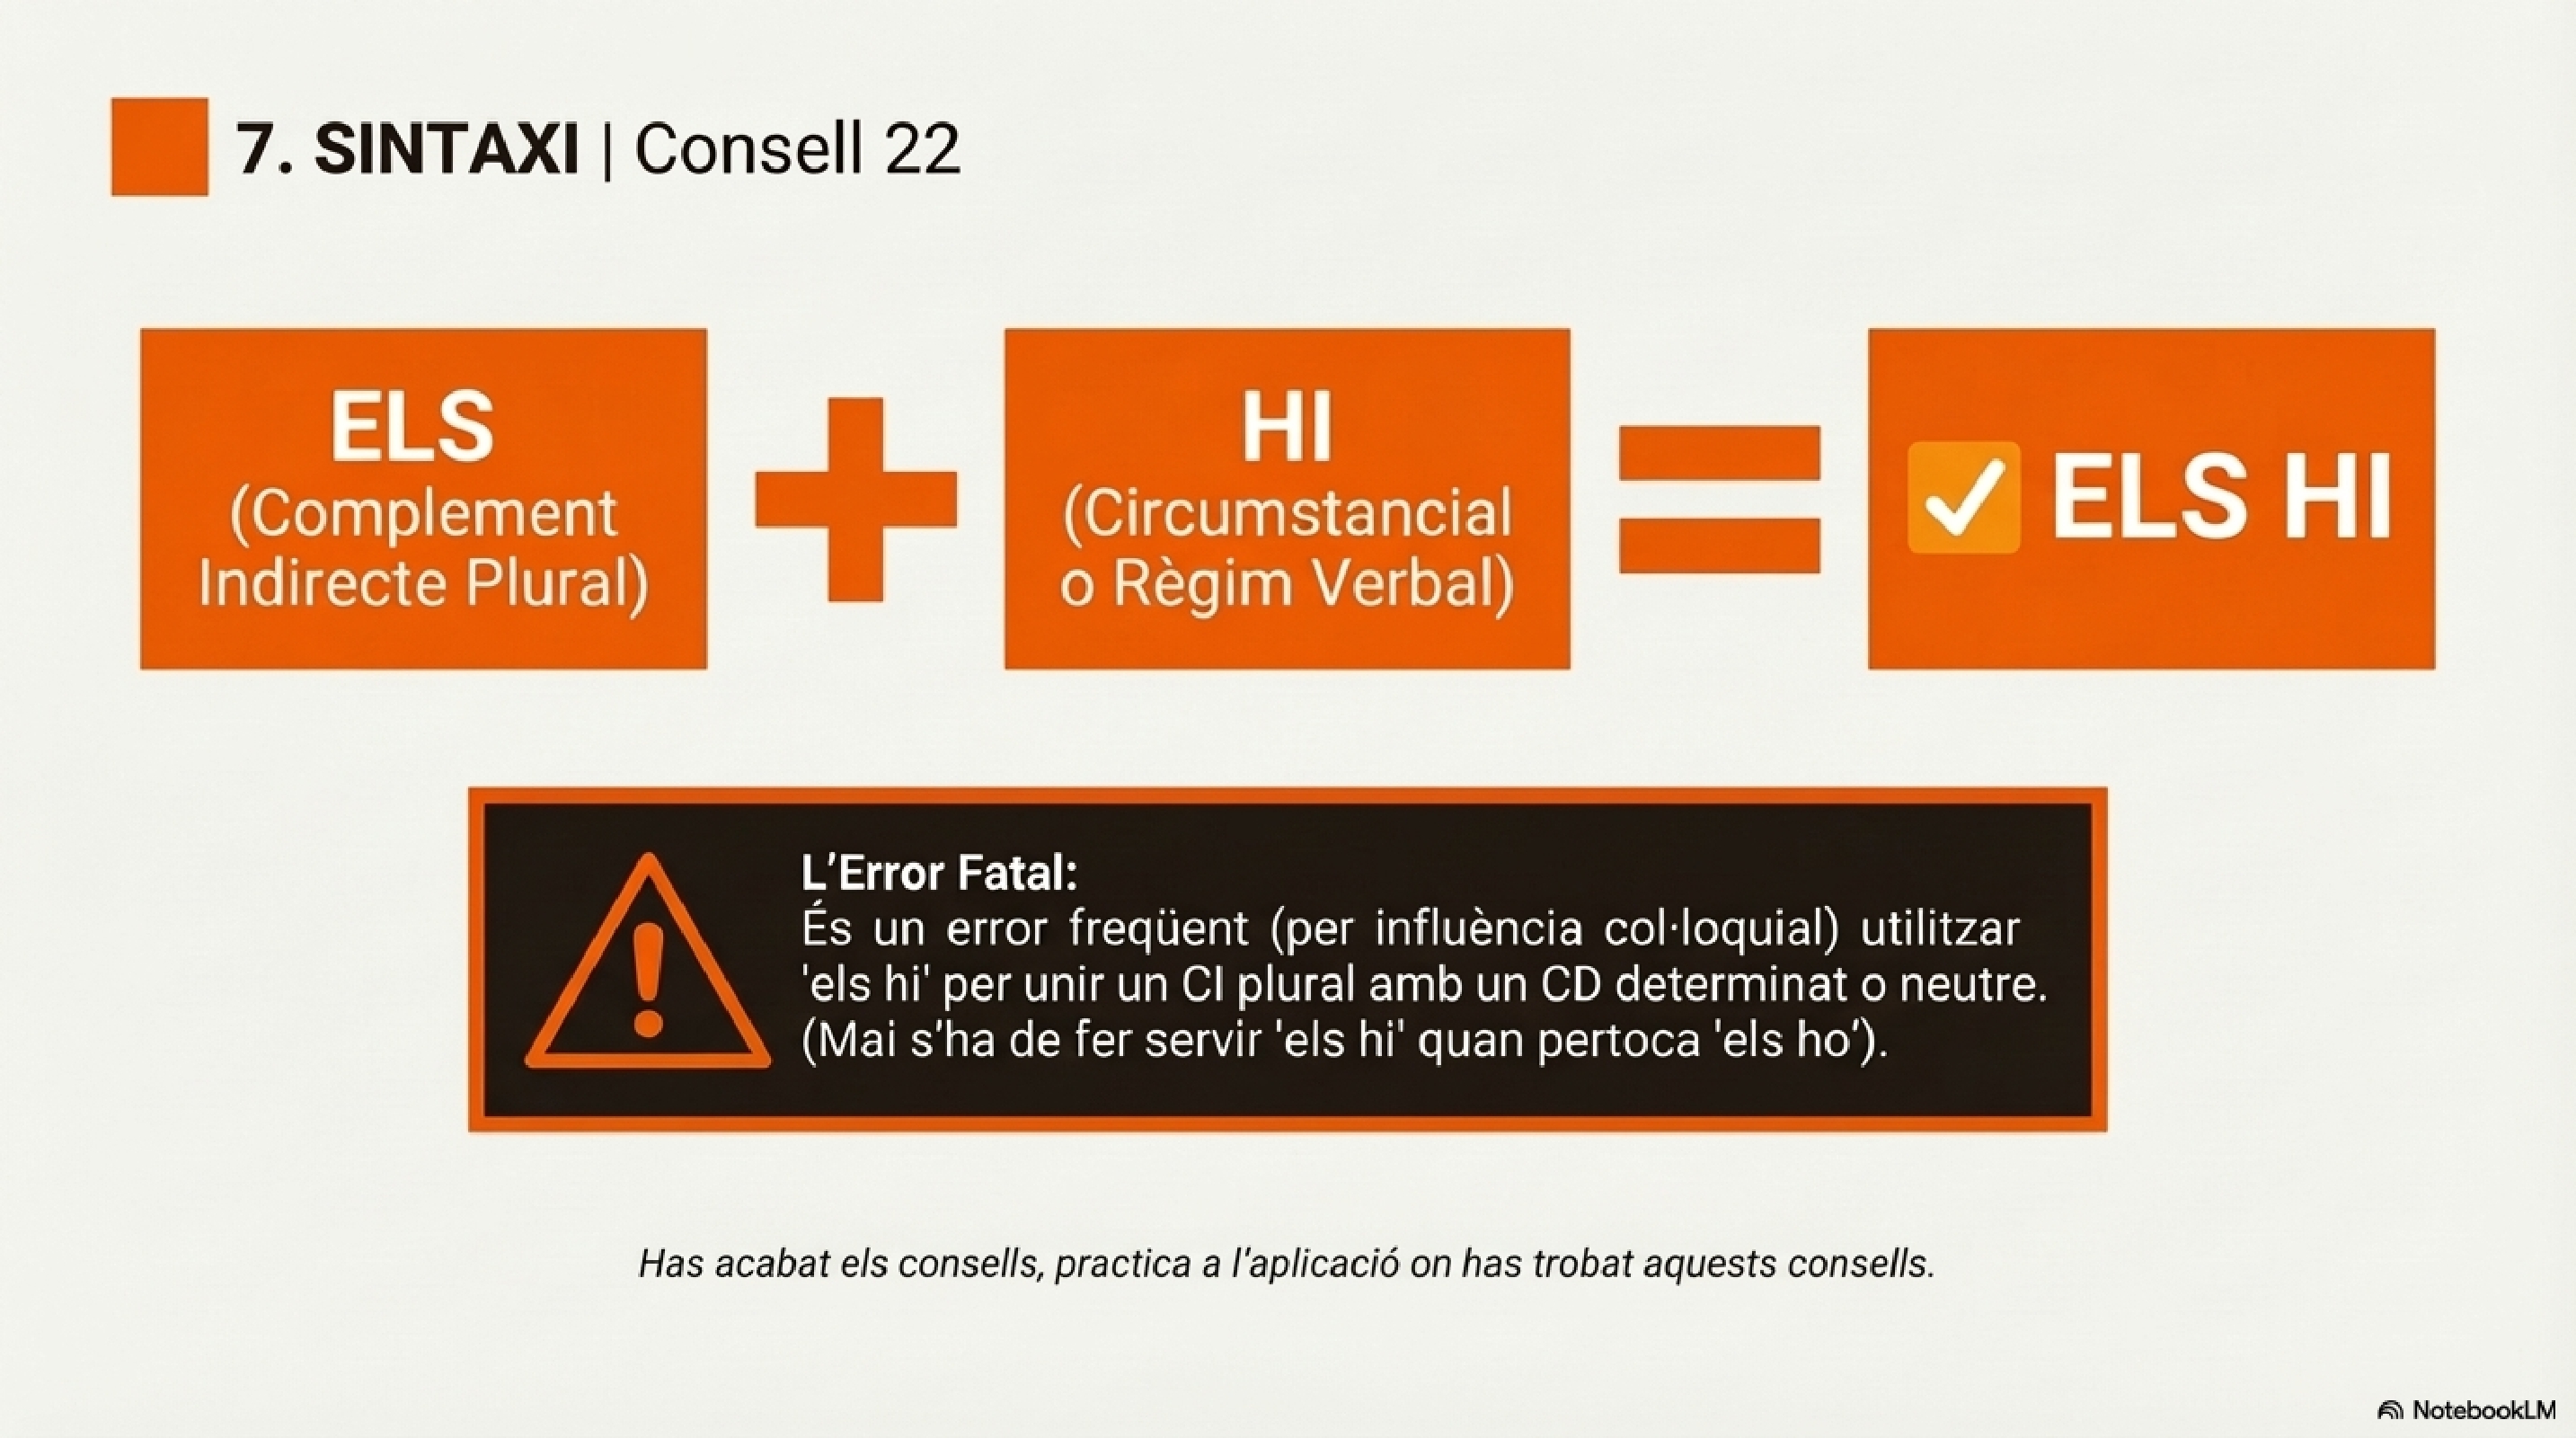 7. SINTAXI | Consell 22
ELS
(Complement
Indirecte Plural)
HI
(Circumstancial
o Règim Verbal)
ELS HI
L'Error Fatal:
És un error freqüent (per influència col·loquial) utilitzar
'els hi' per unir un CI plural amb un CD determinat o neutre.
(Mai s'ha de fer servir 'els hi' quan pertoca 'els ho').
Has acabat els consells, practica a l'aplicació on has trobat aquests consells.
NotebookLM